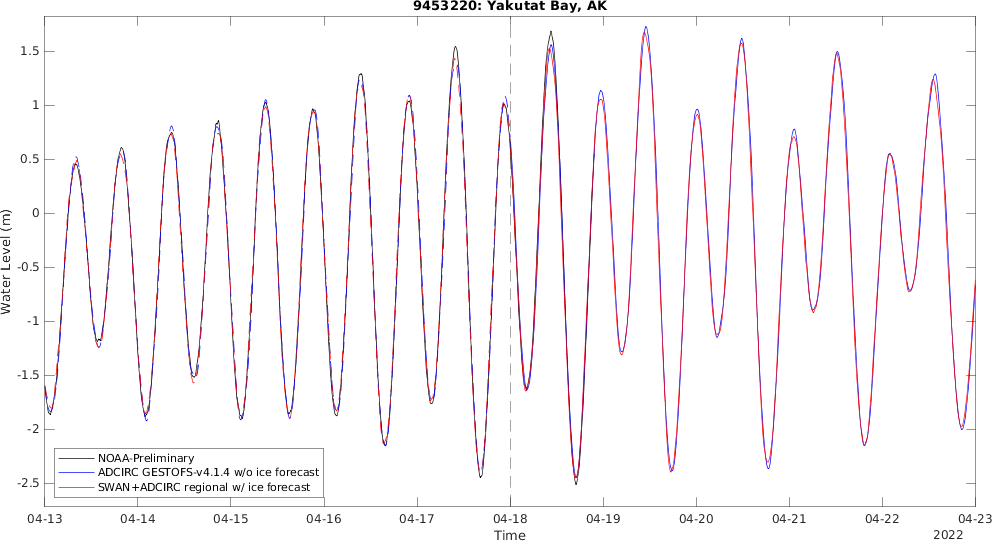 9453220: Yakutat Bay, AK
Water Level (m)
1.5
1
0.5
0
-0.5
-1
-1.5
-2
-2.5
NOAA-Preliminary
ADCIRC GESTOFS-v4.1.4 w/o ice forecast
SWAN+ADCIRC regional w/ ice forecast
04-13 04-14 04-15 04-16 04-17 04-18 04-19 04-20 04-21 04-22 04-23
Time
2022